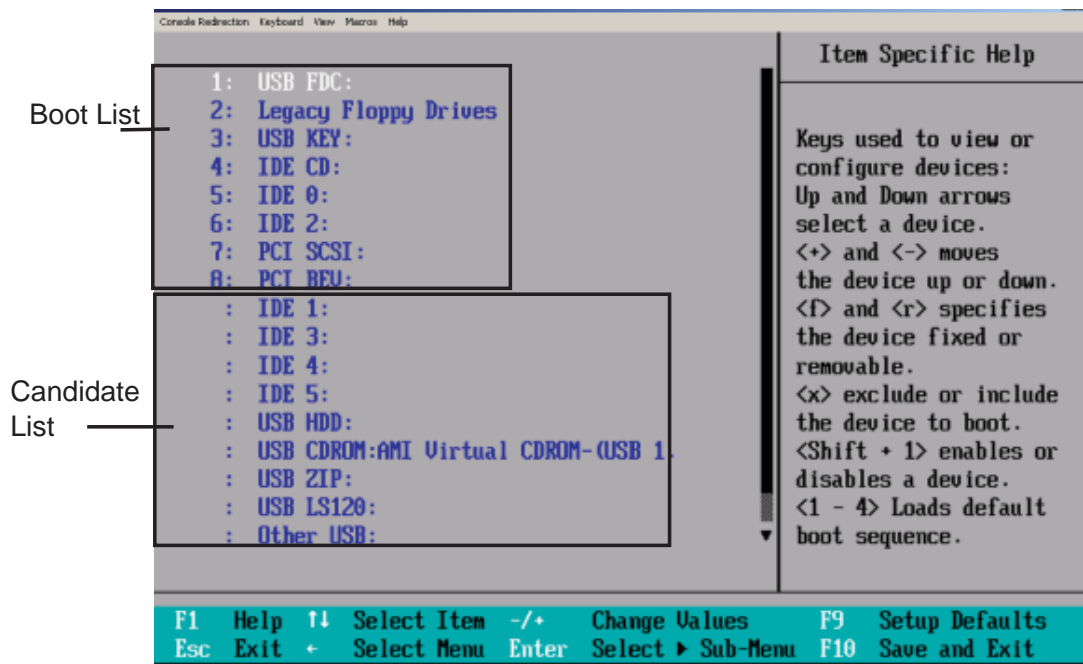 Console Redirection Keyboard View Macros Help
Boot List
1: USB FDC:
2: Legacy Floppy Drives
3: USB KEY:
4: IDE CD:
5: IDE 0:
6: IDE 2:
7: PCI SCSI:
8: PCI BEV:
Candidate
List
: IDE 1:
: IDE 3:
: IDE 4:
: IDE 5:
: USB HDD:
: USB CDROM:AMI Virtual CDROM-(USB 1.
: USB ZIP:
: USB LS120:
: Other USB:
Item Specific Help
Keys used to view or
configure devices:
Up and Down arrows
select a device.
<+> and <-> moves
the device up or down.
<f> and <r> specifies
the device fixed or
removable.
<x> exclude or include
the device to boot.
<Shift + 1> enables or
disables a device.
<1 - 4> Loads default
boot sequence.
F1 Help ↑↓ Select Item -/+ Change Values F9 Setup Defaults
Esc Exit ← Select Menu Enter Select ▶ Sub-Menu F10 Save and Exit